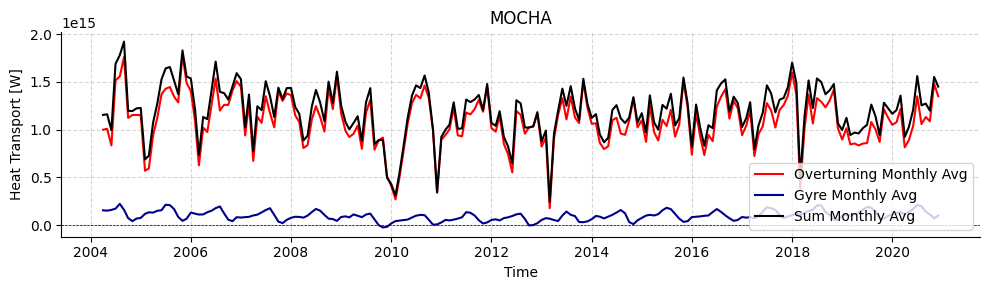 MOCHA
1e15
2.0
1.5
1.0
0.5
0.0
Heat Transport [W]
Overturning Monthly Avg
Gyre Monthly Avg
Sum Monthly Avg
2004 2006 2008 2010 2012 2014 2016 2018 2020
Time